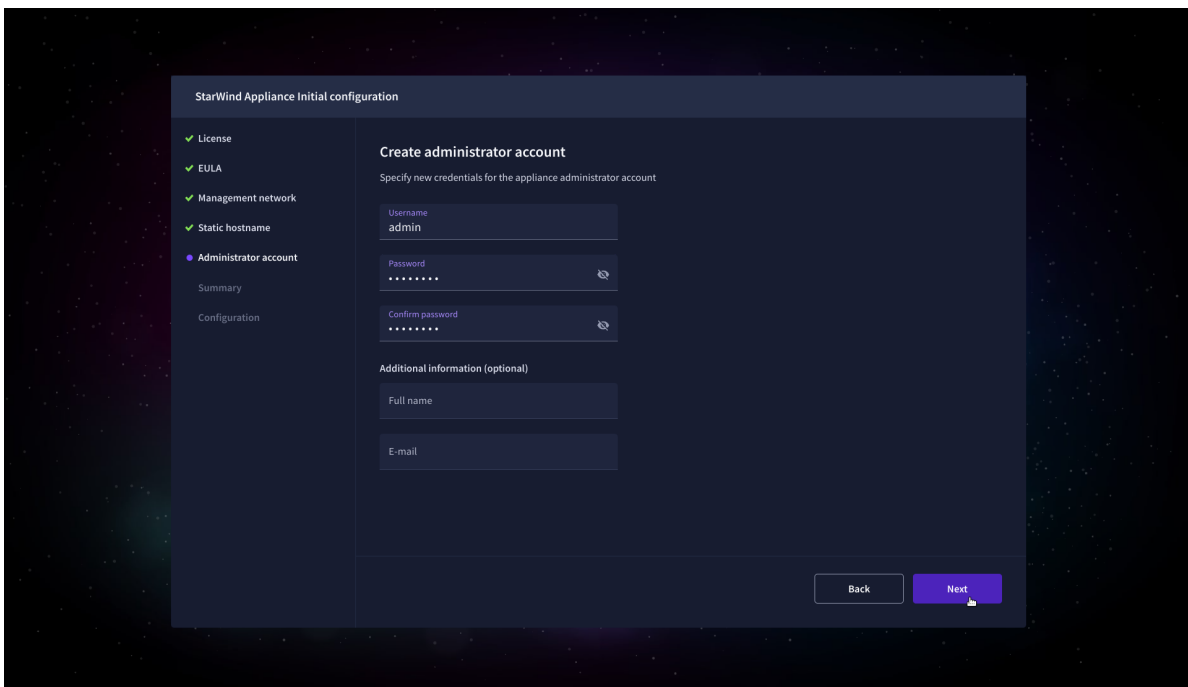 StarWind Appliance Initial configuration
License
EULA
Management network
Static hostname
Administrator account
Summary
Configuration
Create administrator account
Specify new credentials for the appliance administrator account
Username
admin
Password
••••••••
Confirm password
••••••••
Additional information (optional)
Full name
E-mail
Back
Next